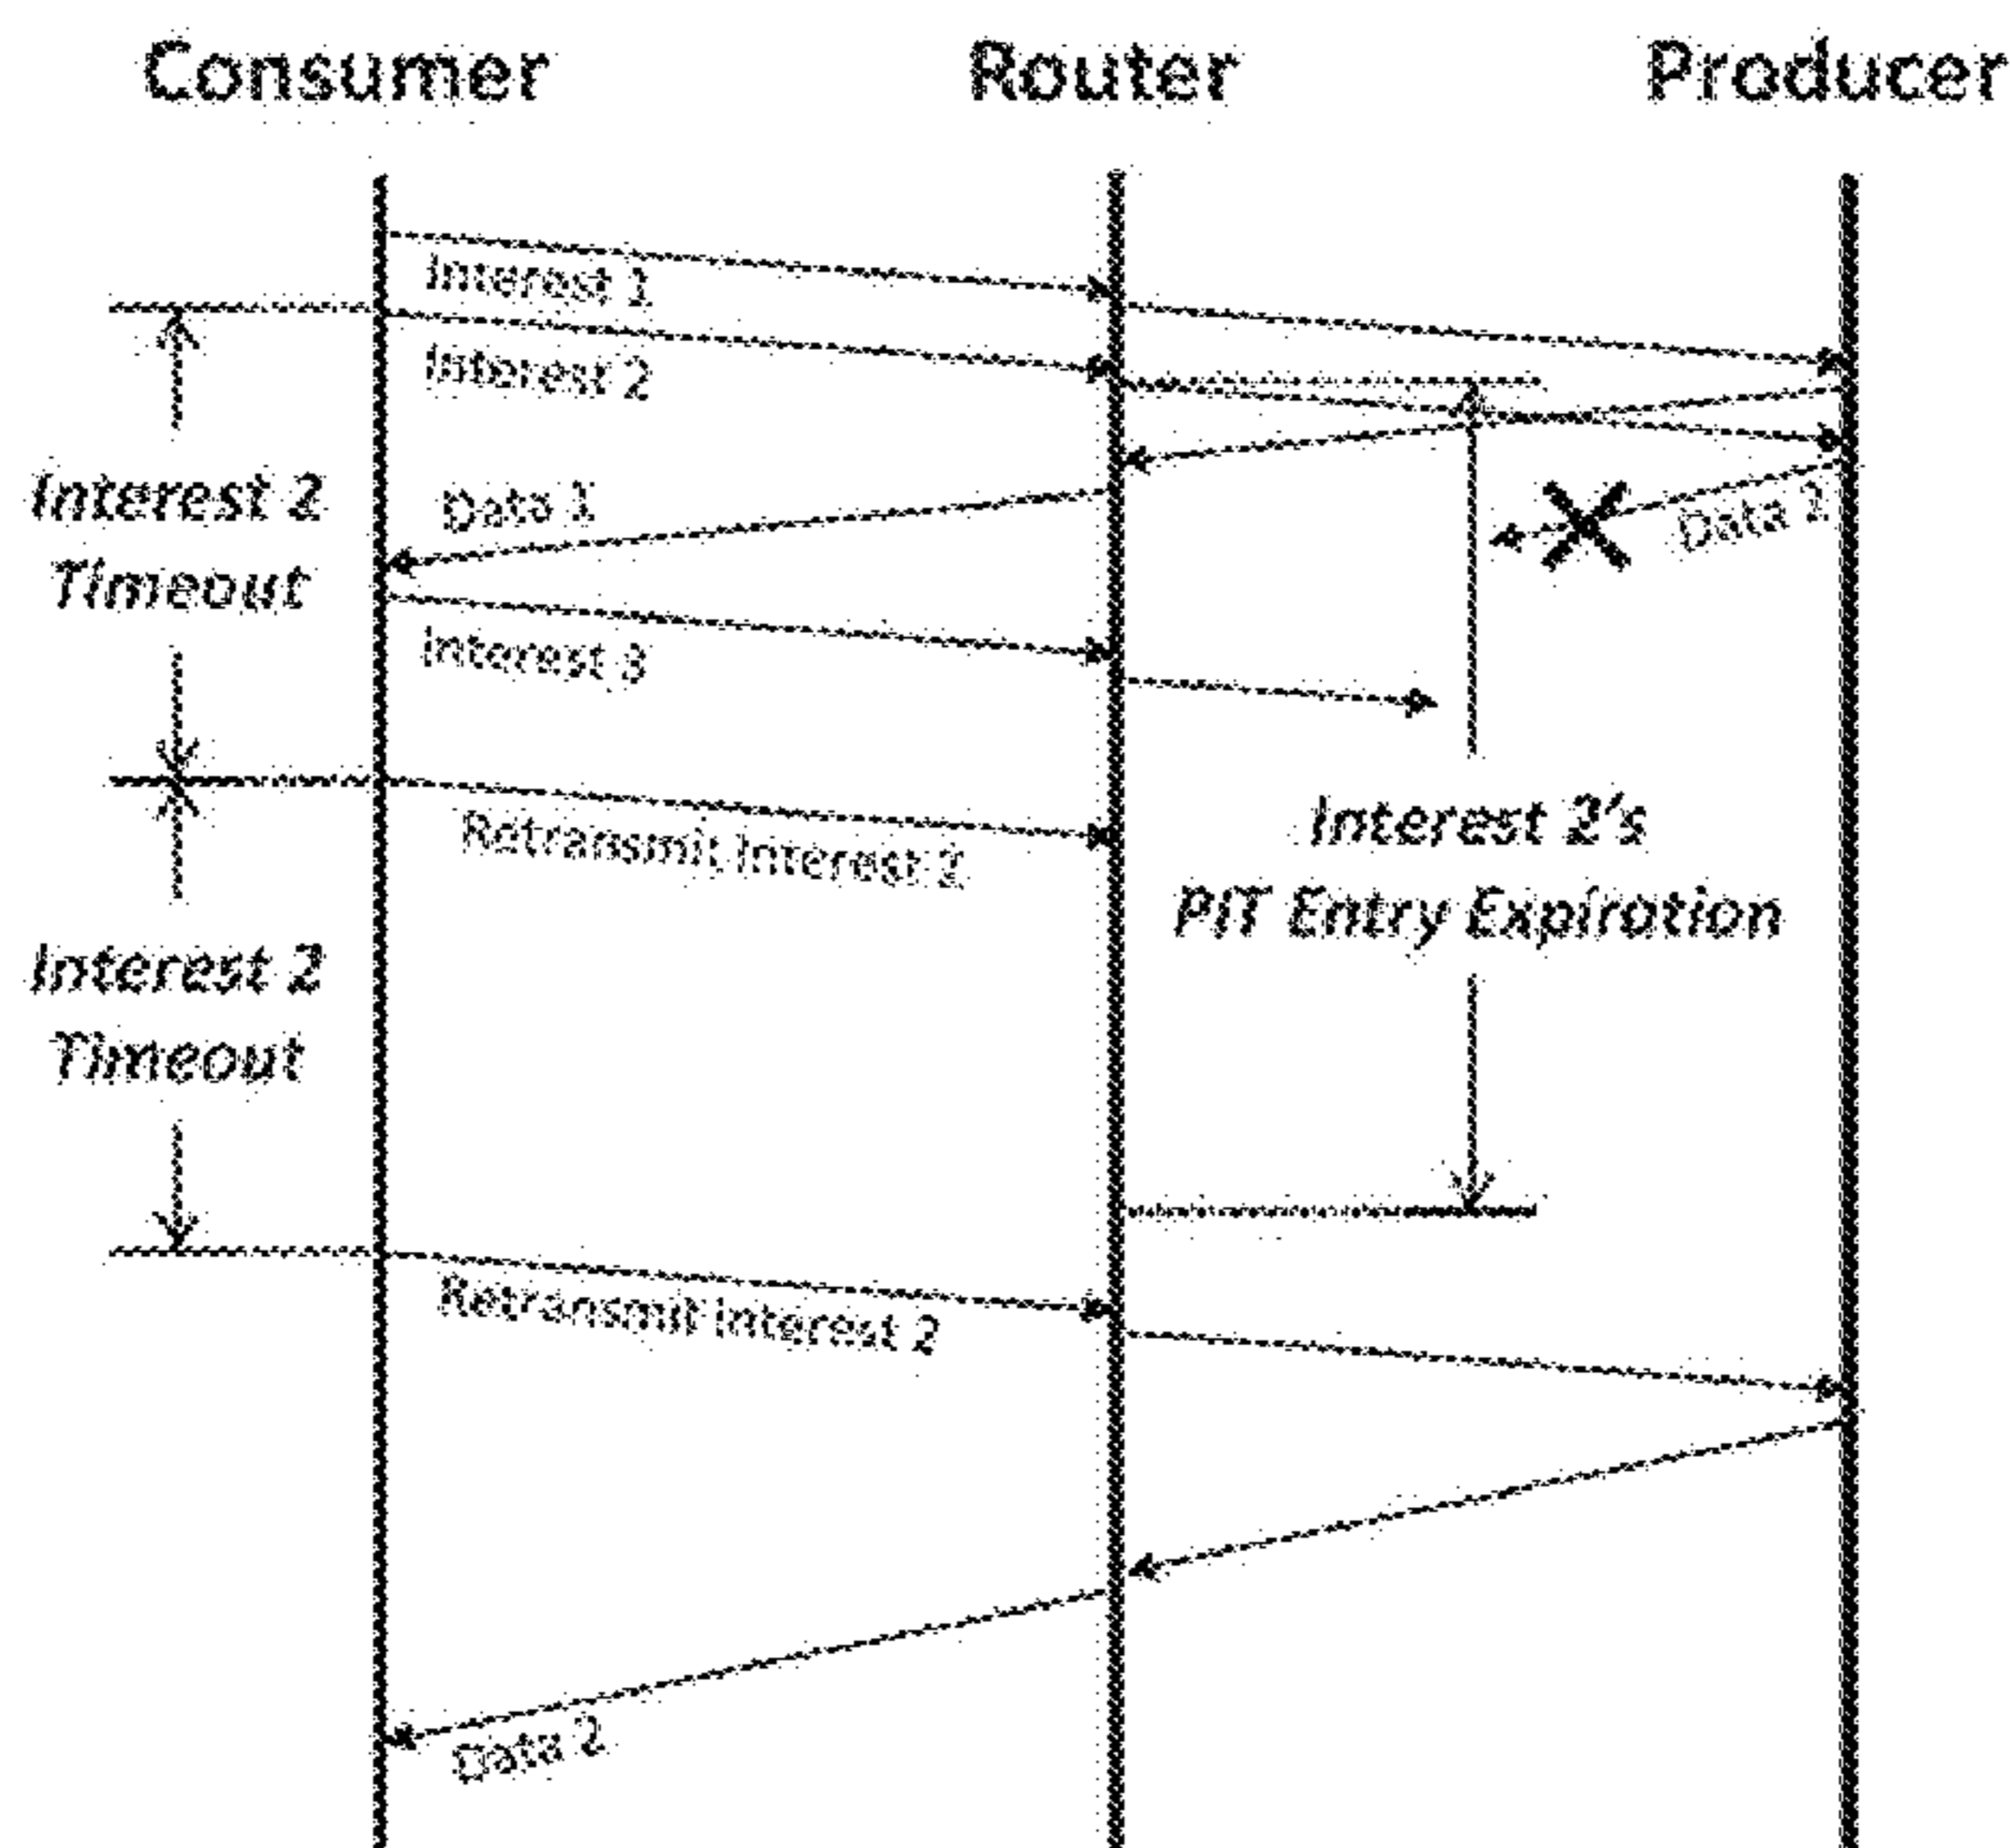 Consumer Router Producer
Interest 1
Interest 2
Interest 2
Timeout
Data 1
Data 2
Interest 3
Retransmit Interest 2
Interest 2's
PIT Entry Expiration
Interest 2
Timeout
Retransmit Interest 2
Data 2